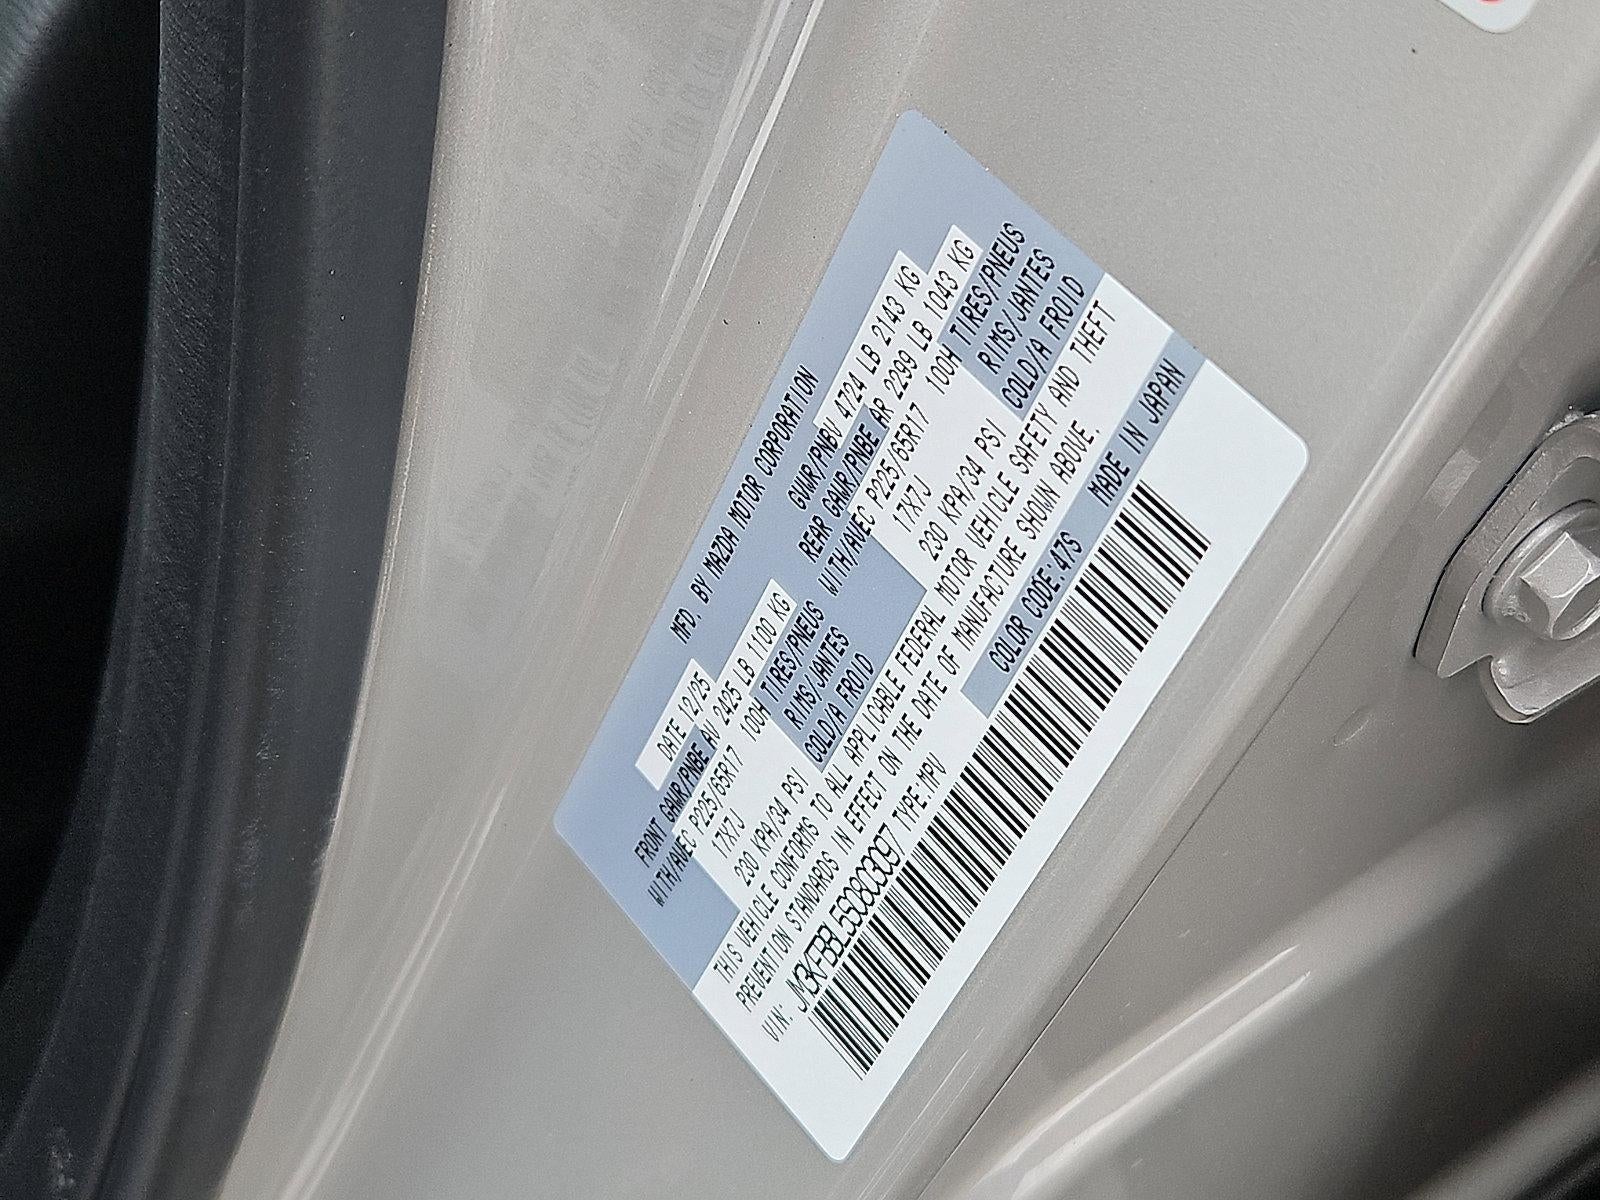 MFD. BY MAZDA MOTOR CORPORATION
DATE 12/25 GVWR/PNBV 4724 LB 2143 KG
FRONT GAWR/PNBE AV 2425 LB 1100 KG REAR GAWR/PNBE AR 2299 LB 1043 KG
WITH/AVEC P225/65R17 100H TIRES/PNEUS WITH/AVEC P225/65R17 100H TIRES/PNEUS
17X7J RIMS/JANTES 17X7J RIMS/JANTES
230 KPA/34 PSI COLD/A FROID 230 KPA/34 PSI COLD/A FROID
THIS VEHICLE CONFORMS TO ALL APPLICABLE FEDERAL MOTOR VEHICLE SAFETY AND THEFT
PREVENTION STANDARDS IN EFFECT ON THE DATE OF MANUFACTURE SHOWN ABOVE.
VIN: JM3KFBBL5S0803097 TYPE:MPV COLOR CODE:47S MADE IN JAPAN